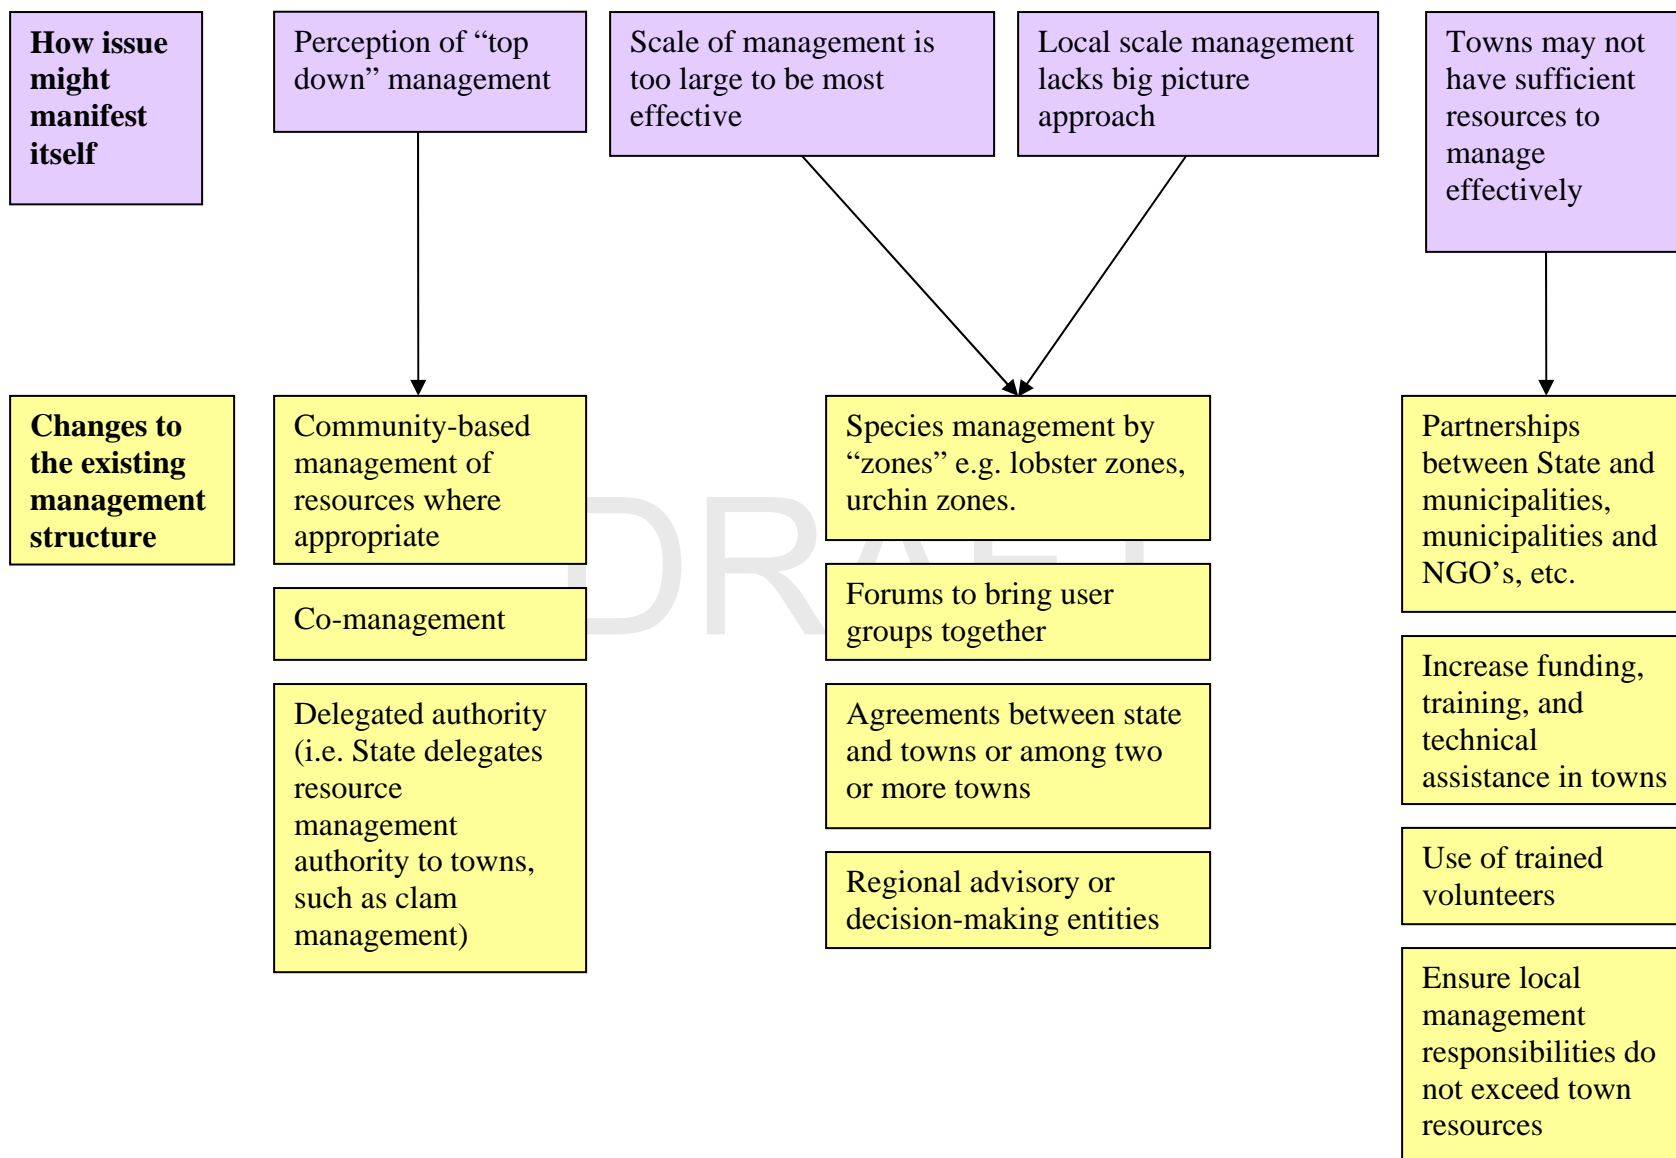 How issue
might
manifest
itself
Perception of “top
down” management
Scale of management is
too large to be most
effective
Local scale management
lacks big picture
approach
Towns may not
have sufficient
resources to
manage
effectively
Changes to
the existing
management
structure
Community-based
management of
resources where
appropriate
Co-management
Delegated authority
(i.e. State delegates
resource
management
authority to towns,
such as clam
management)
Species management by
“zones” e.g. lobster zones,
urchin zones.
Forums to bring user
groups together
Agreements between state
and towns or among two
or more towns
Regional advisory or
decision-making entities
Partnerships
between State and
municipalities,
municipalities and
NGO’s, etc.
Increase funding,
training, and
technical
assistance in towns
Use of trained
volunteers
Ensure local
management
responsibilities do
not exceed town
resources
DRAFT